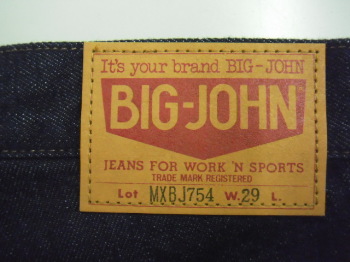 It's your brand BIG-JOHN
BIG-JOHN
JEANS FOR WORK 'N SPORTS
TRADE MARK REGISTERED
Lot MXBJ754 W. 29 L.